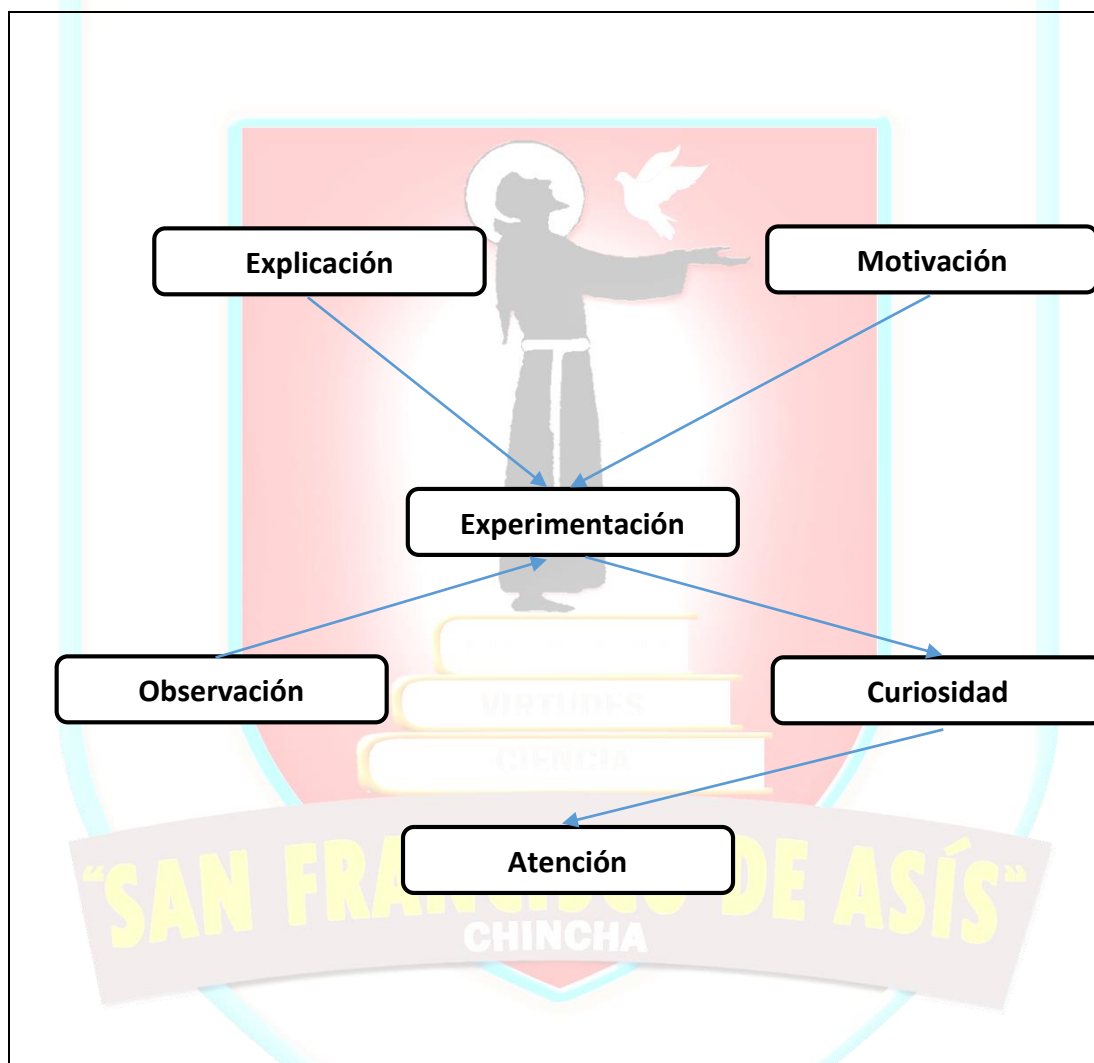 Explicación
Motivación
Experimentación
Observación
Curiosidad
VIRTUDES
CIENCIA
Atención
"SAN FRANCISCO DE ASÍS"
CHINCHA